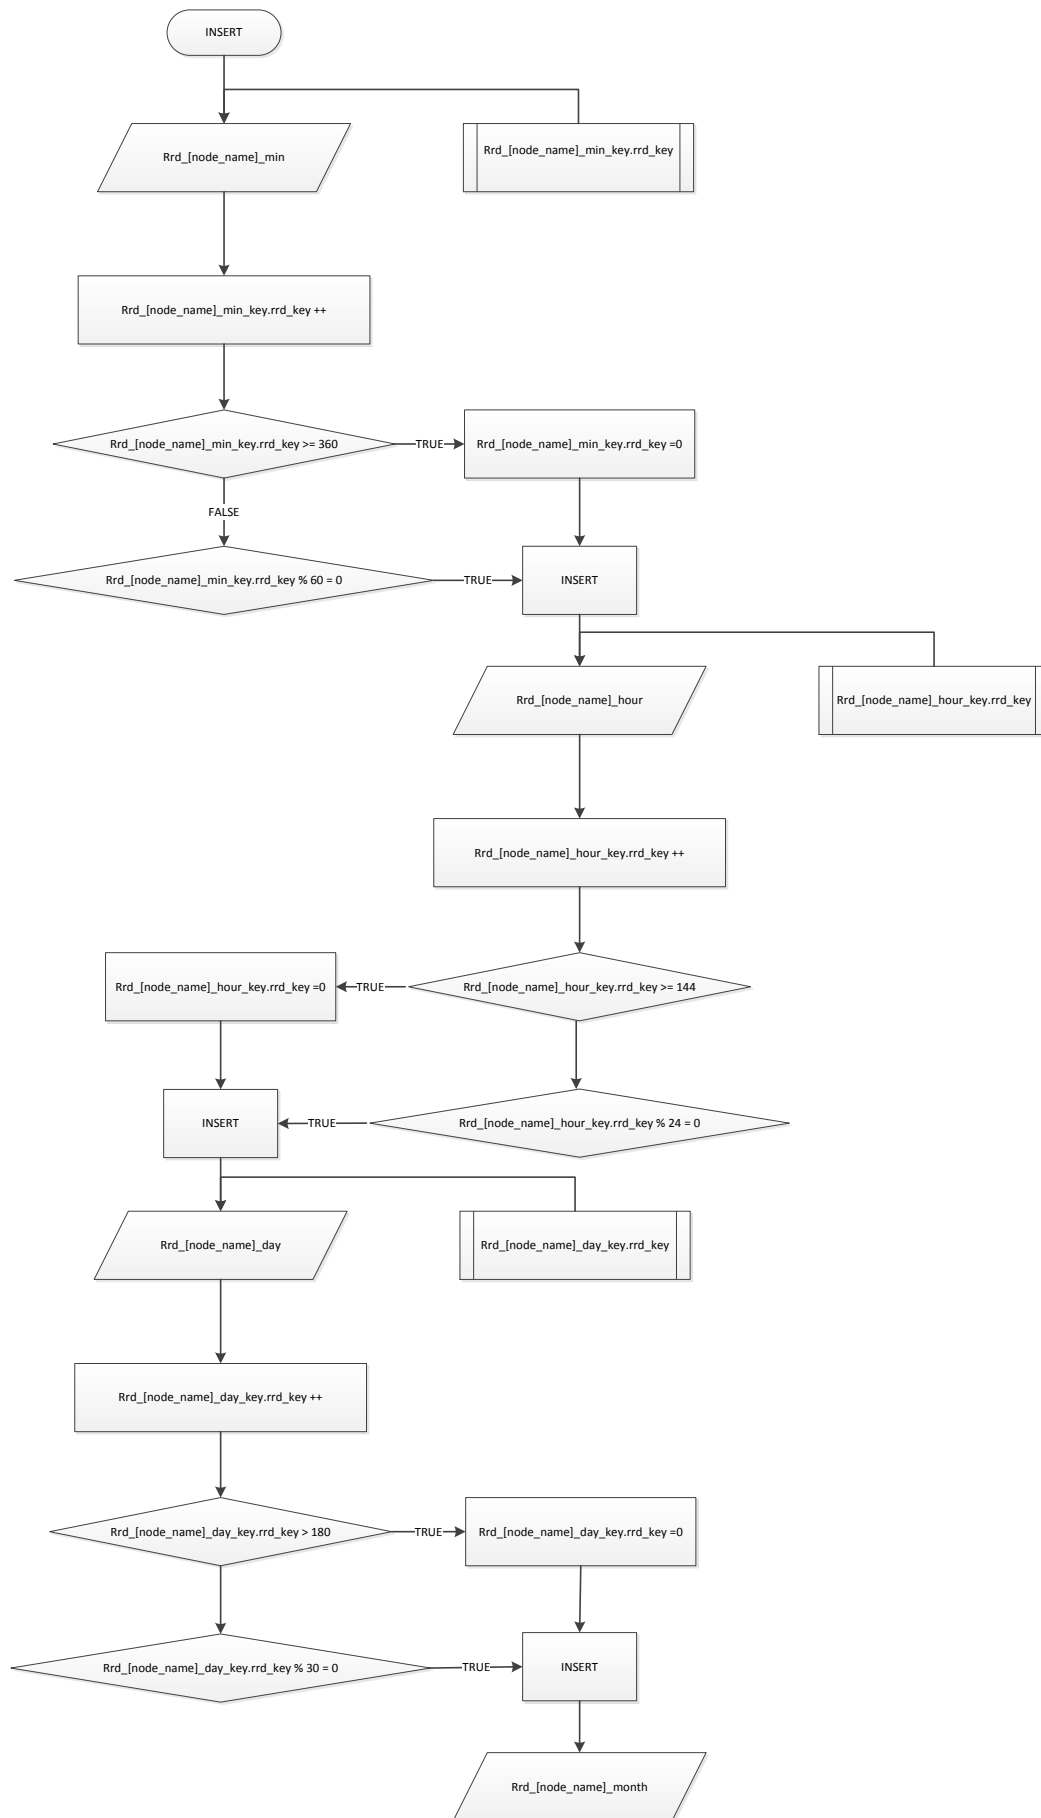 INSERT
Rrd_[node_name]_min
Rrd_[node_name]_min_key.rrd_key
Rrd_[node_name]_min_key.rrd_key ++
Rrd_[node_name]_min_key.rrd_key >= 360
TRUE
Rrd_[node_name]_min_key.rrd_key =0
FALSE
Rrd_[node_name]_min_key.rrd_key % 60 = 0
TRUE
INSERT
Rrd_[node_name]_hour
Rrd_[node_name]_hour_key.rrd_key
Rrd_[node_name]_hour_key.rrd_key ++
Rrd_[node_name]_hour_key.rrd_key =0
TRUE
Rrd_[node_name]_hour_key.rrd_key >= 144
INSERT
TRUE
Rrd_[node_name]_hour_key.rrd_key % 24 = 0
Rrd_[node_name]_day
Rrd_[node_name]_day_key.rrd_key
Rrd_[node_name]_day_key.rrd_key ++
Rrd_[node_name]_day_key.rrd_key > 180
TRUE
Rrd_[node_name]_day_key.rrd_key =0
Rrd_[node_name]_day_key.rrd_key % 30 = 0
TRUE
INSERT
Rrd_[node_name]_month